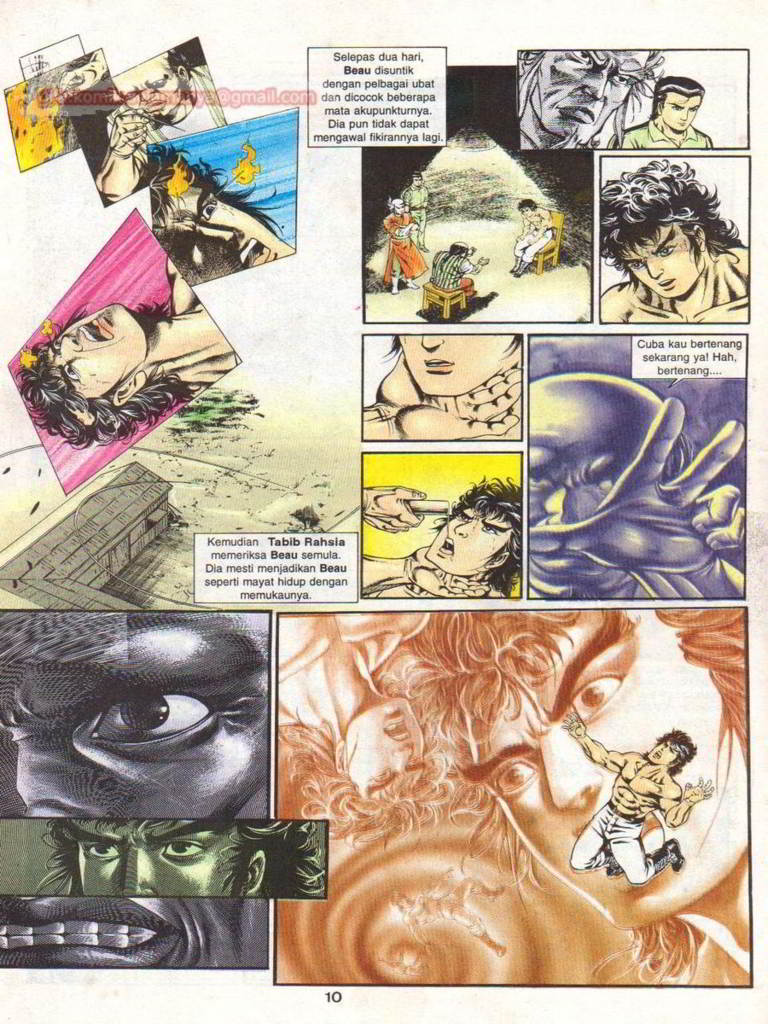 Selepas dua hari,
Beau disuntik
dengan pelbagai ubat
dan dicocok beberapa
mata akupunkturnya.
Dia pun tidak dapat
mengawal fikirannya lagi.
Cuba kau bertenang
sekarang ya! Hah,
bertenang....
Kemudian Tabib Rahsia
memeriksa Beau semula.
Dia mesti menjadikan Beau
seperti mayat hidup dengan
memukaunya.
10